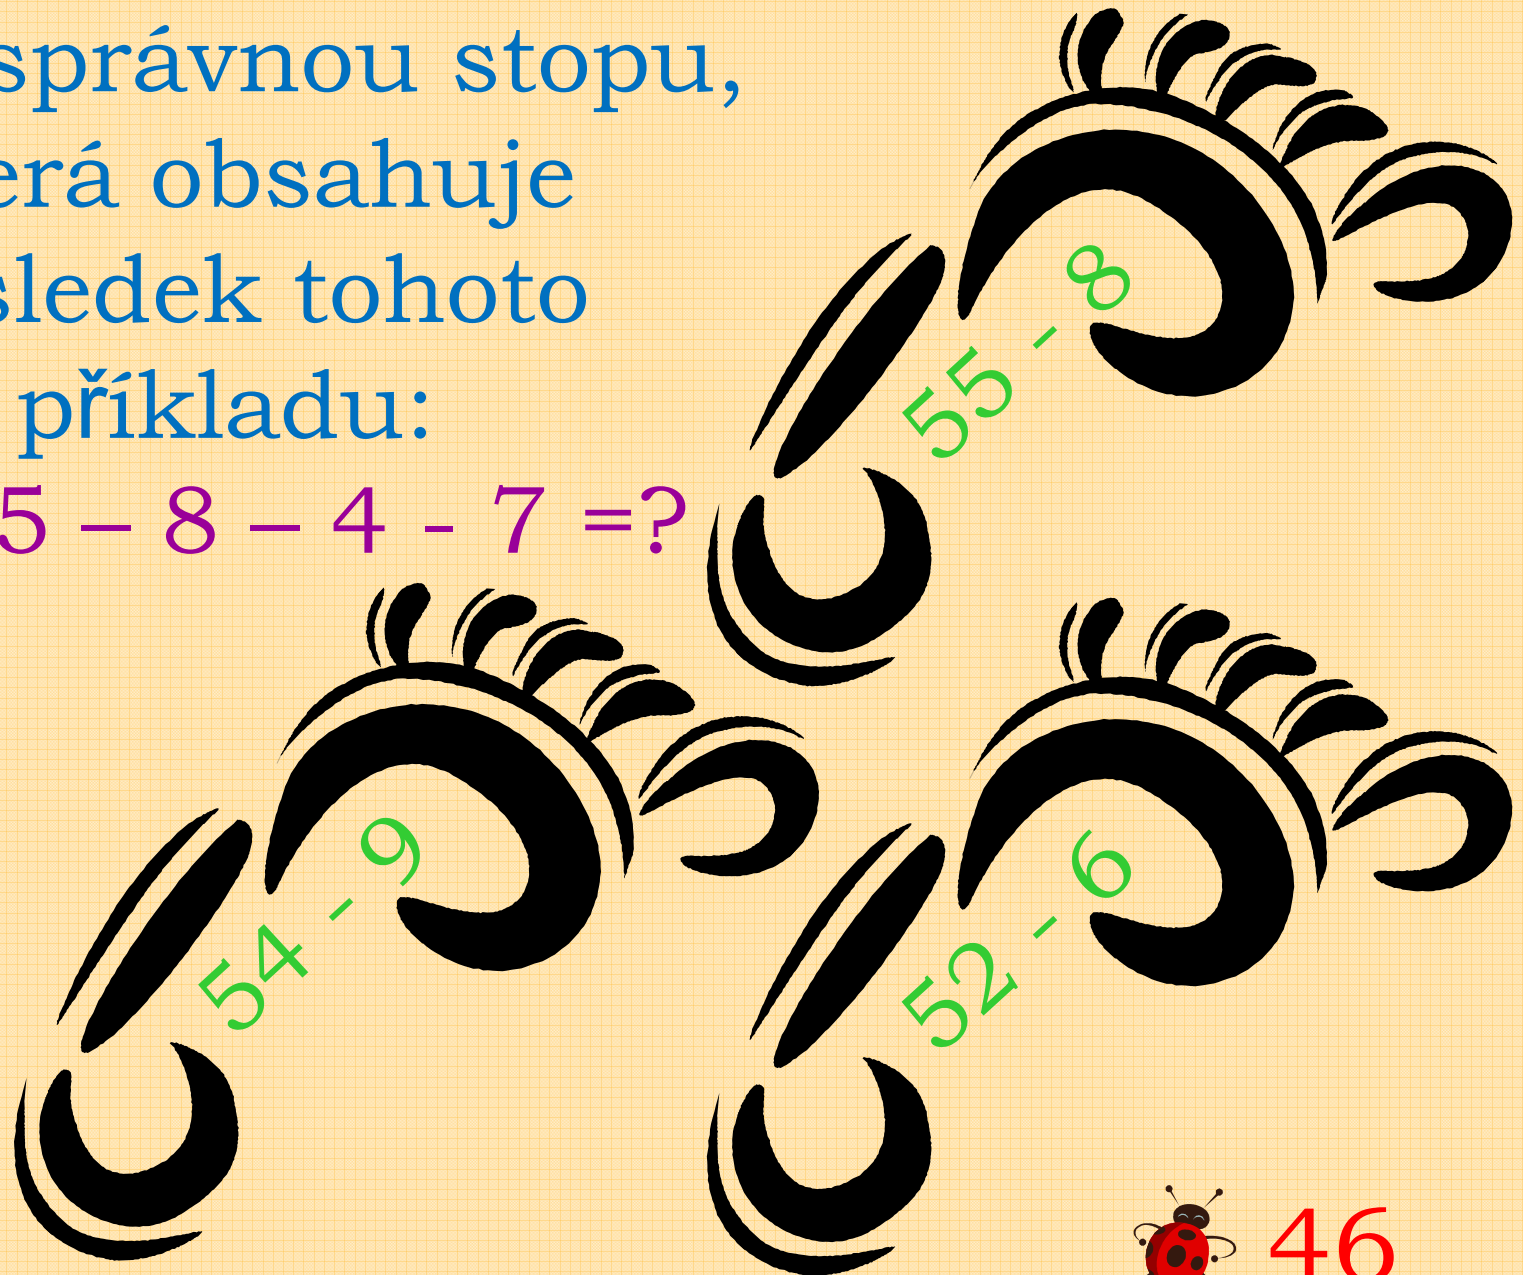 správnou stopu,
erá obsahuje
sledek tohoto
příkladu:
5 – 8 – 4 - 7 =?
55 - 8
54 - 9
52 - 6
46